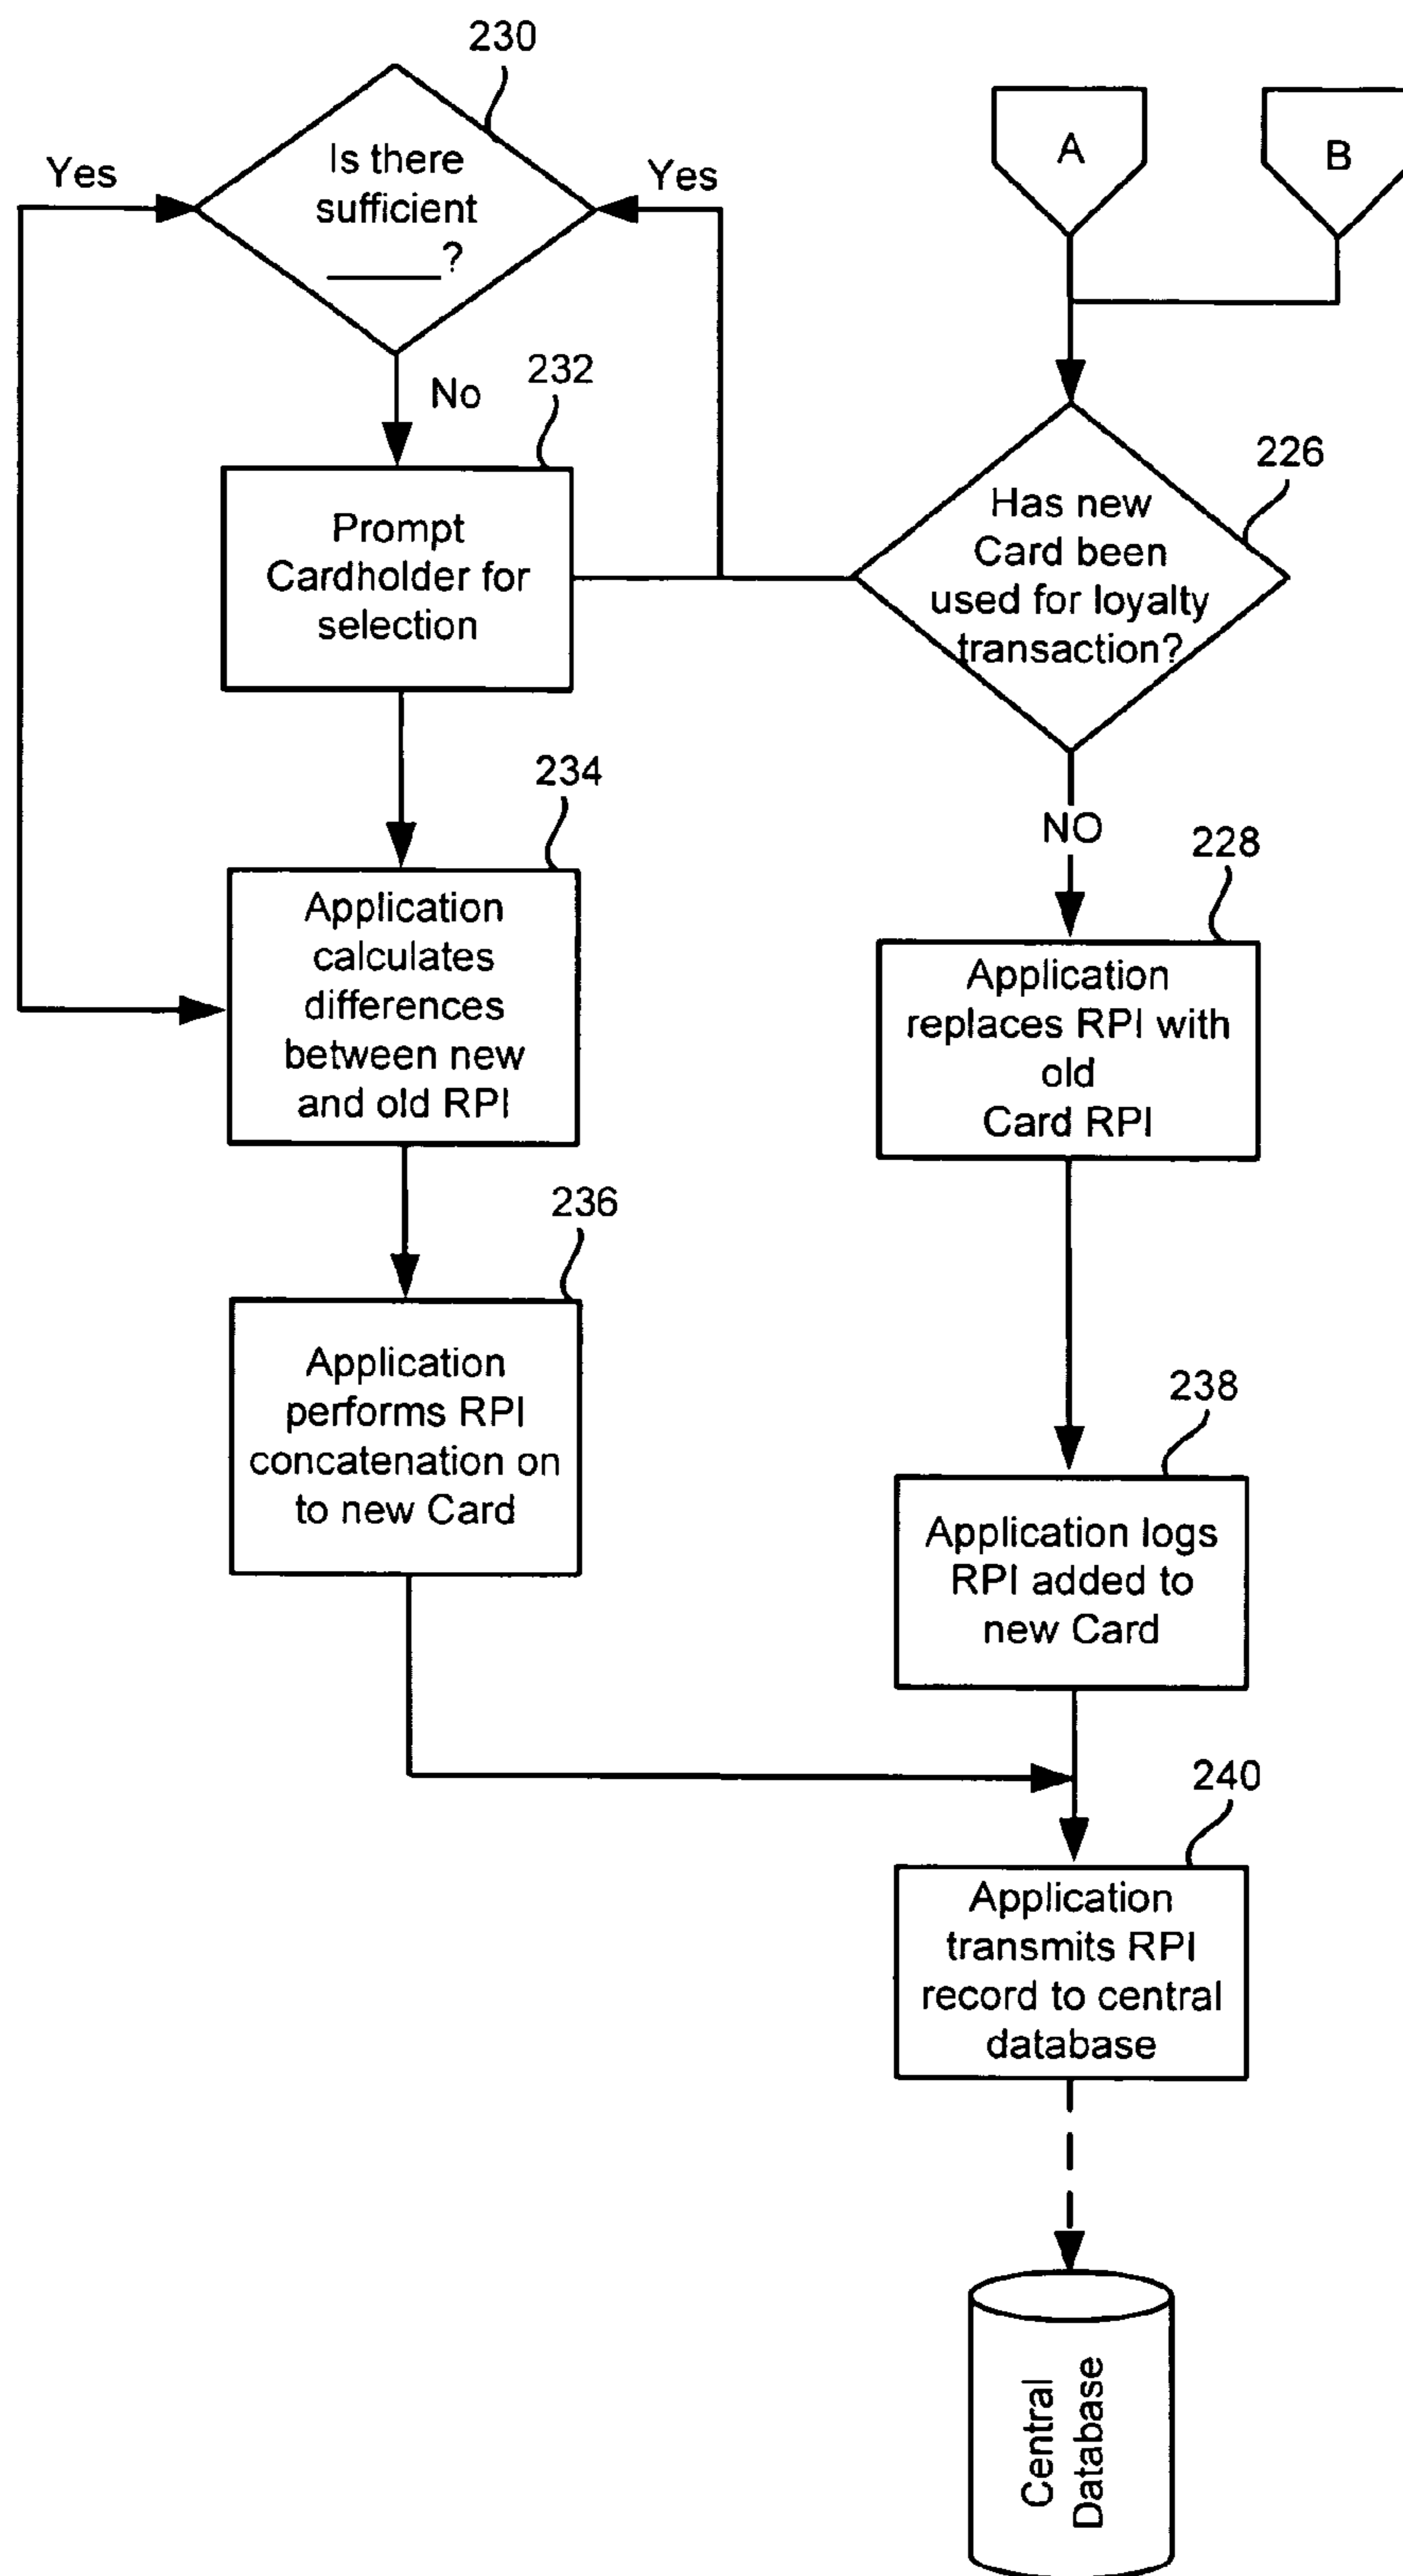 230
Is there
sufficient
______?
Yes
Yes
No
A
B
232
Prompt
Cardholder for
selection
226
Has new
Card been
used for loyalty
transaction?
NO
234
Application
calculates
differences
between new
and old RPI
228
Application
replaces RPI with
old
Card RPI
236
Application
performs RPI
concatenation on
to new Card
238
Application logs
RPI added to
new Card
240
Application
transmits RPI
record to central
database
Central
Database